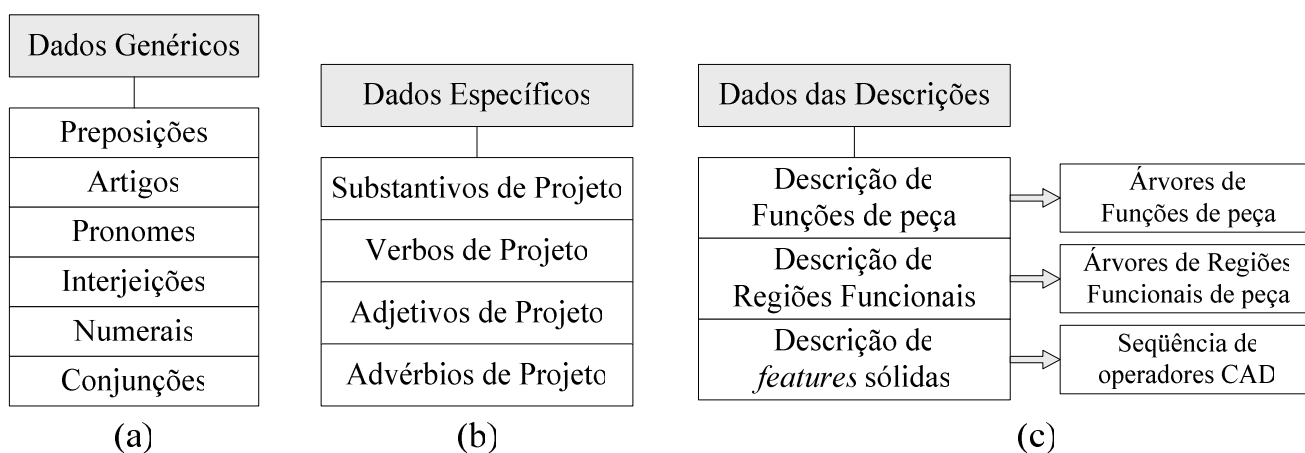 Dados Genéricos
Preposições
Artigos
Pronomes
Interjeições
Numerais
Conjunções
(a)
Dados Específicos
Substantivos de Projeto
Verbos de Projeto
Adjetivos de Projeto
Advérbios de Projeto
(b)
Dados das Descrições
Descrição de
Funções de peça
Árvores de
Funções de peça
Descrição de
Regiões Funcionais
Árvores de Regiões
Funcionais de peça
Descrição de
features sólidas
Seqüência de
operadores CAD
(c)